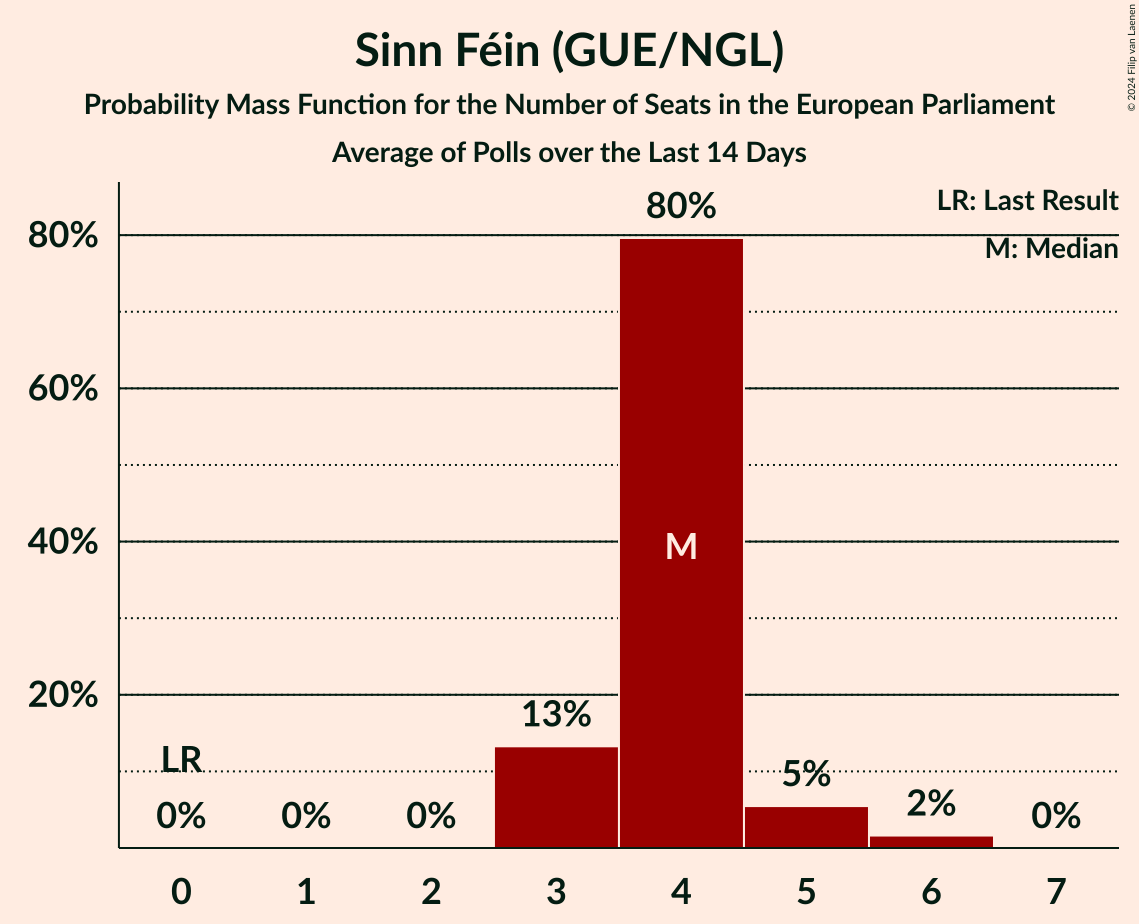 Sinn Féin (GUE/NGL)
Probability Mass Function for the Number of Seats in the European Parliament
Average of Polls over the Last 14 Days
© 2024 Filip van Laenen
LR: Last Result
M: Median
80%
60%
40%
20%
LR
0%
0%
0%
13%
80%
M
5%
2%
0%
0
1
2
3
4
5
6
7